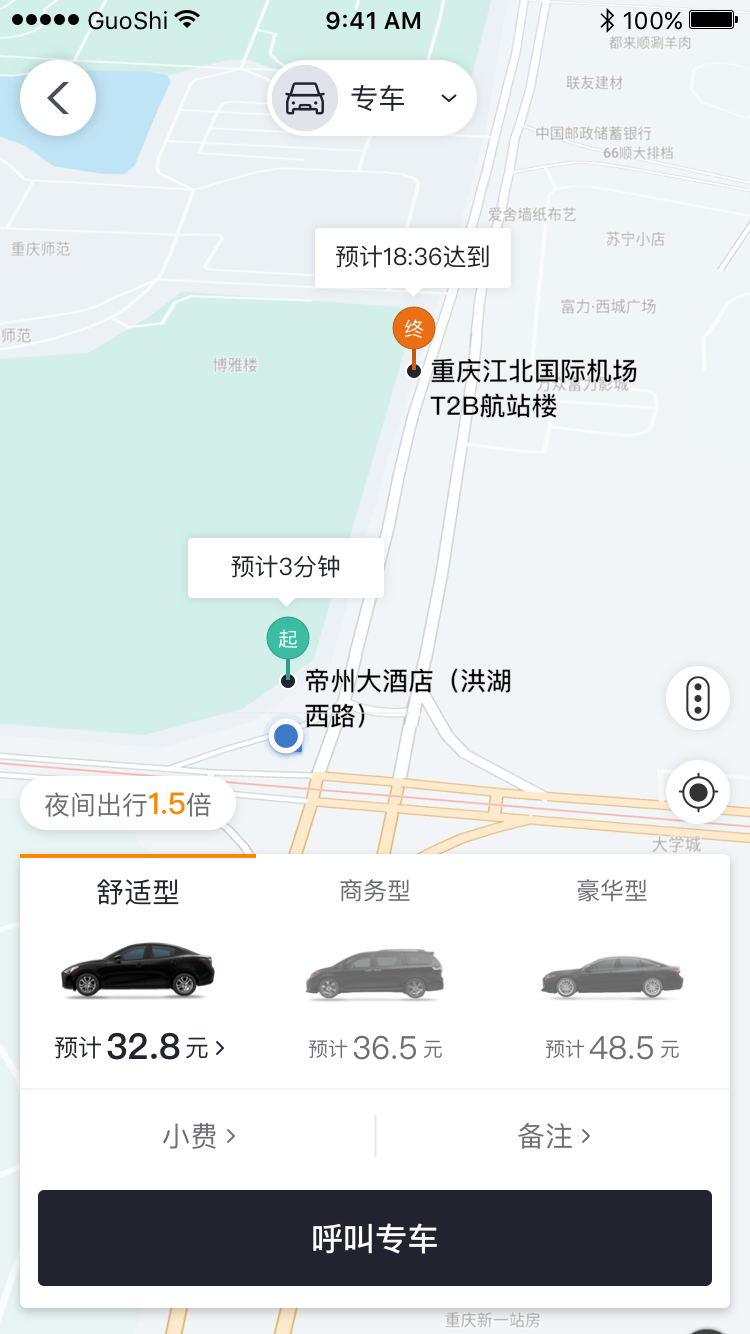 GuoShi
9:41 AM
100%
都来顺涮羊肉
专车
联友建材
中国邮政储蓄银行
66顺大排档
爱舍墙纸布艺
苏宁小店
重庆师范
预计18:36达到
富力·西城广场
终
师范
博雅楼
重庆江北国际机场
T2B航站楼
万众富力影城
预计3分钟
起
帝州大酒店（洪湖
西路）
夜间出行1.5倍
大学城
舒适型
商务型
豪华型
预计32.8元
预计36.5元
预计48.5元
小费
备注
呼叫专车
重庆新一站房